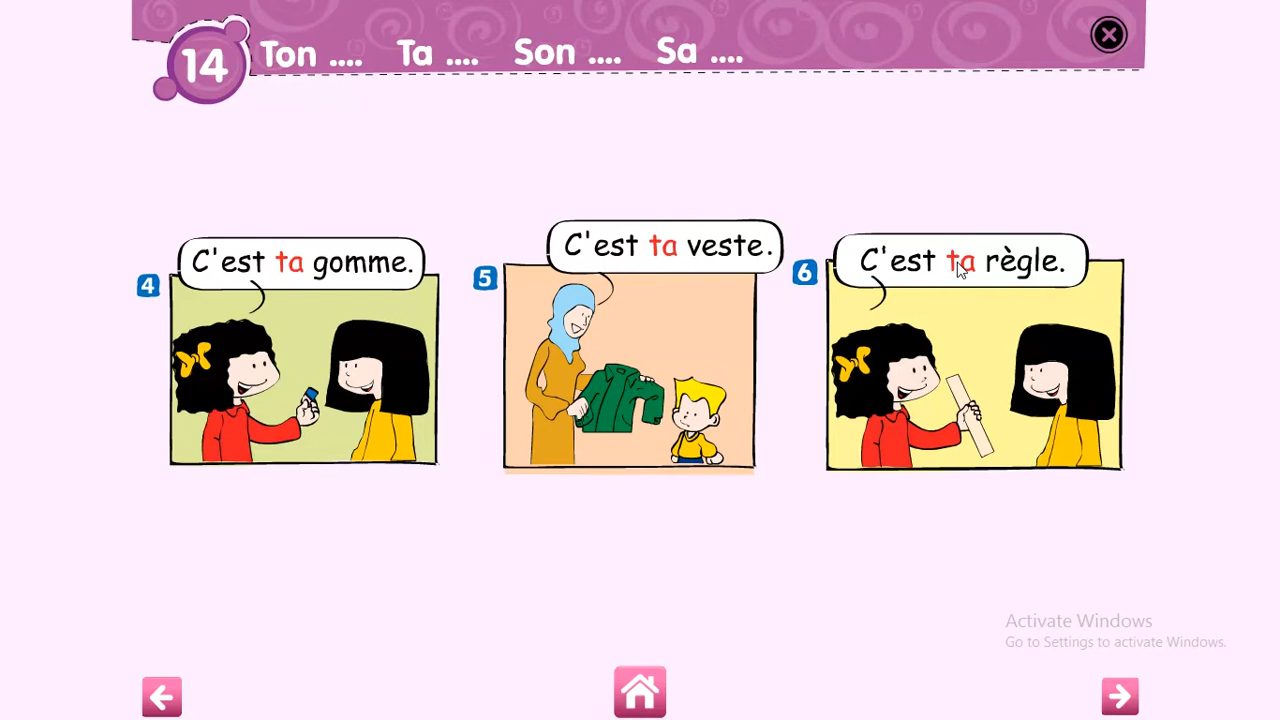 14
Ton .... Ta .... Son .... Sa ....
4
C'est ta gomme.
5
C'est ta veste.
6
C'est ta règle.
Activate Windows
Go to Settings to activate Windows.